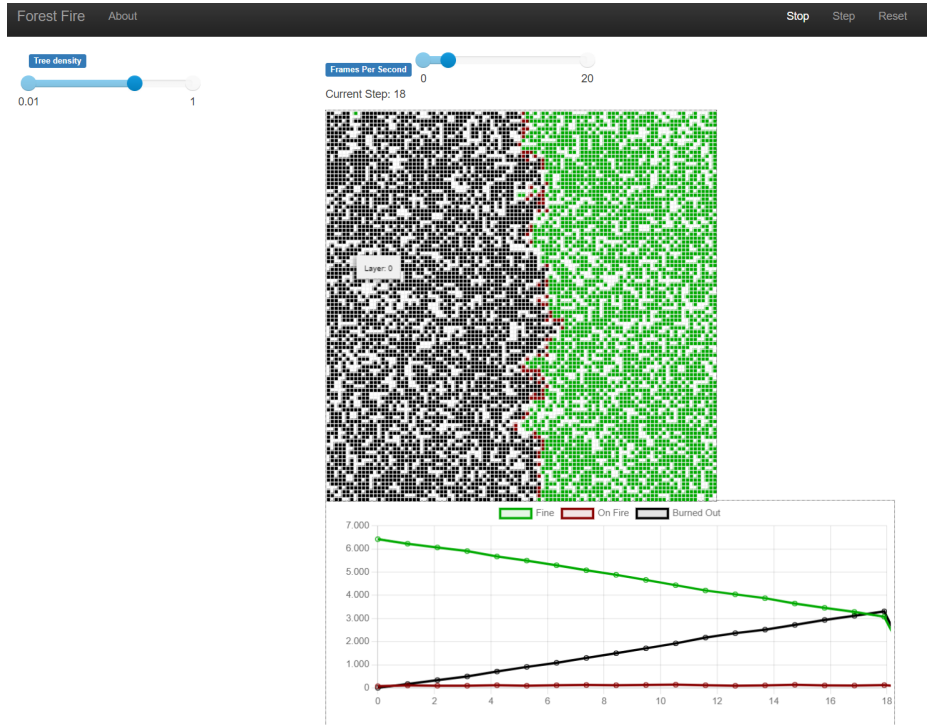 Forest Fire About Stop Step Reset
Tree density
0.01 1
Frames Per Second
0 20
Current Step: 18
Layer: 0
Fine On Fire Burned Out
7.000
6.000
5.000
4.000
3.000
2.000
1.000
0
0 2 4 6 8 10 12 14 16 18